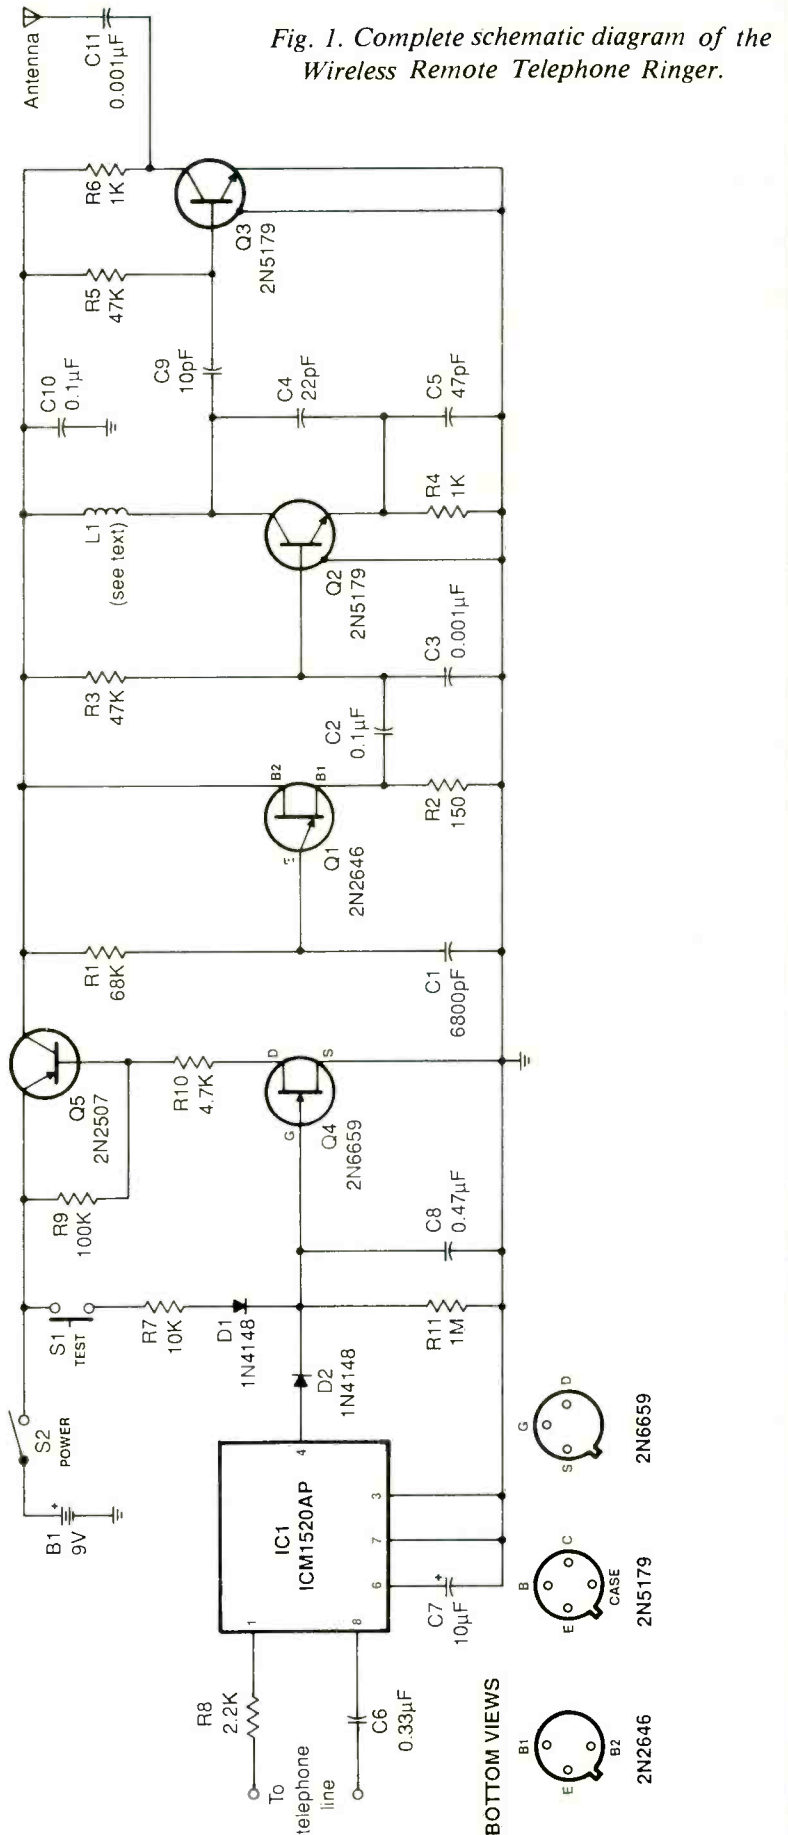 Fig. 1. Complete schematic diagram of the
Wireless Remote Telephone Ringer.
To
telephone
line
R8
2.2K
C6
0.33µF
IC1
ICM1520AP
1
8
4
6
7
3
C7
+
10µF
B1
9V
+
S2
POWER
S1
TEST
R7
10K
D1
1N4148
D2
1N4148
R11
1M
C8
0.47µF
R9
100K
Q5
2N2507
R10
4.7K
G
D
S
Q4
2N6659
R1
68K
C1
6800pF
E
B2
B1
Q1
2N2646
R2
150
C2
0.1µF
R3
47K
C3
0.001µF
Q2
2N5179
L1
(see text)
R4
1K
C10
0.1µF
C4
22pF
C5
47pF
C9
10pF
R5
47K
Q3
2N5179
R6
1K
C11
0.001µF
Antenna
BOTTOM VIEWS
B1
E
B2
2N2646
B
E
C
CASE
2N5179
G
S
D
2N6659